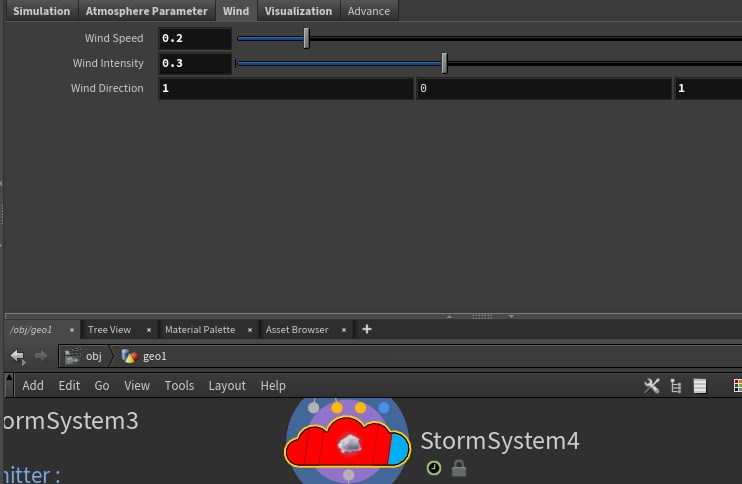 Simulation Atmosphere Parameter Wind Visualization Advance
Wind Speed 0.2
Wind Intensity 0.3
Wind Direction 1 0 1
/obj/geo1 × Tree View × Material Palette × Asset Browser × +
obj geo1
Add Edit Go View Tools Layout Help
ormSystem3
StormSystem4
nitter :